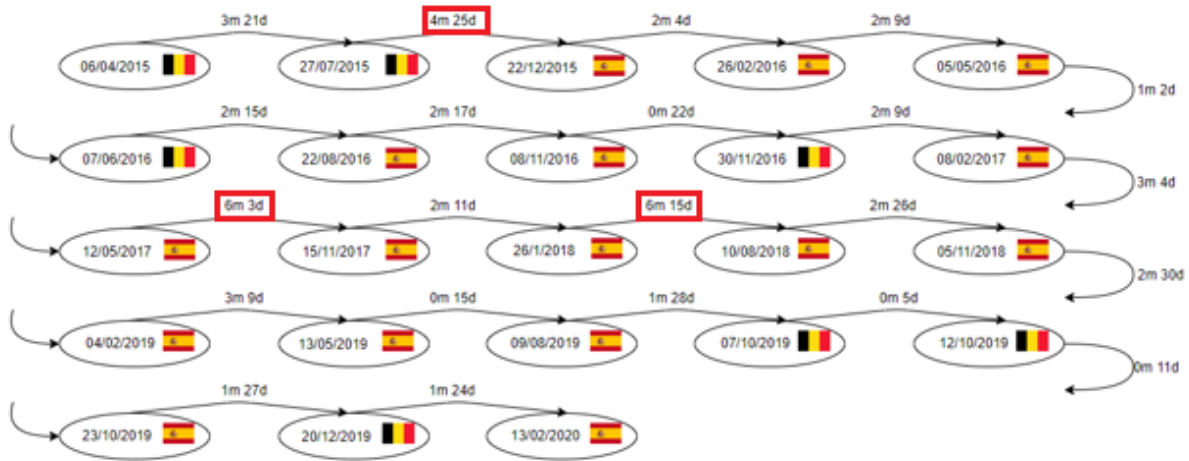 3m 21d 4m 25d 2m 4d 2m 9d
06/04/2015 27/07/2015 22/12/2015 26/02/2016 05/05/2016
1m 2d
2m 15d 2m 17d 0m 22d 2m 9d
07/06/2016 22/08/2016 08/11/2016 30/11/2016 08/02/2017
3m 4d
6m 3d 2m 11d 6m 15d 2m 26d
12/05/2017 15/11/2017 26/1/2018 10/08/2018 05/11/2018
2m 30d
3m 9d 0m 15d 1m 28d 0m 5d
04/02/2019 13/05/2019 09/08/2019 07/10/2019 12/10/2019
0m 11d
1m 27d 1m 24d
23/10/2019 20/12/2019 13/02/2020